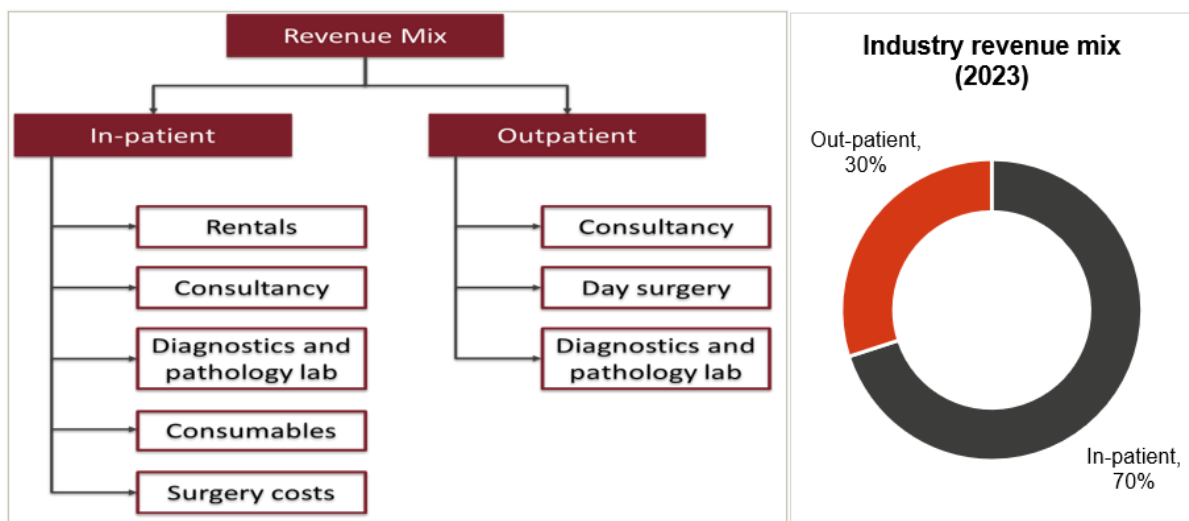 Revenue Mix
In-patient
Outpatient
Rentals
Consultancy
Diagnostics and
pathology lab
Consumables
Surgery costs
Consultancy
Day surgery
Diagnostics and
pathology lab
Industry revenue mix
(2023)
Out-patient,
30%
In-patient,
70%